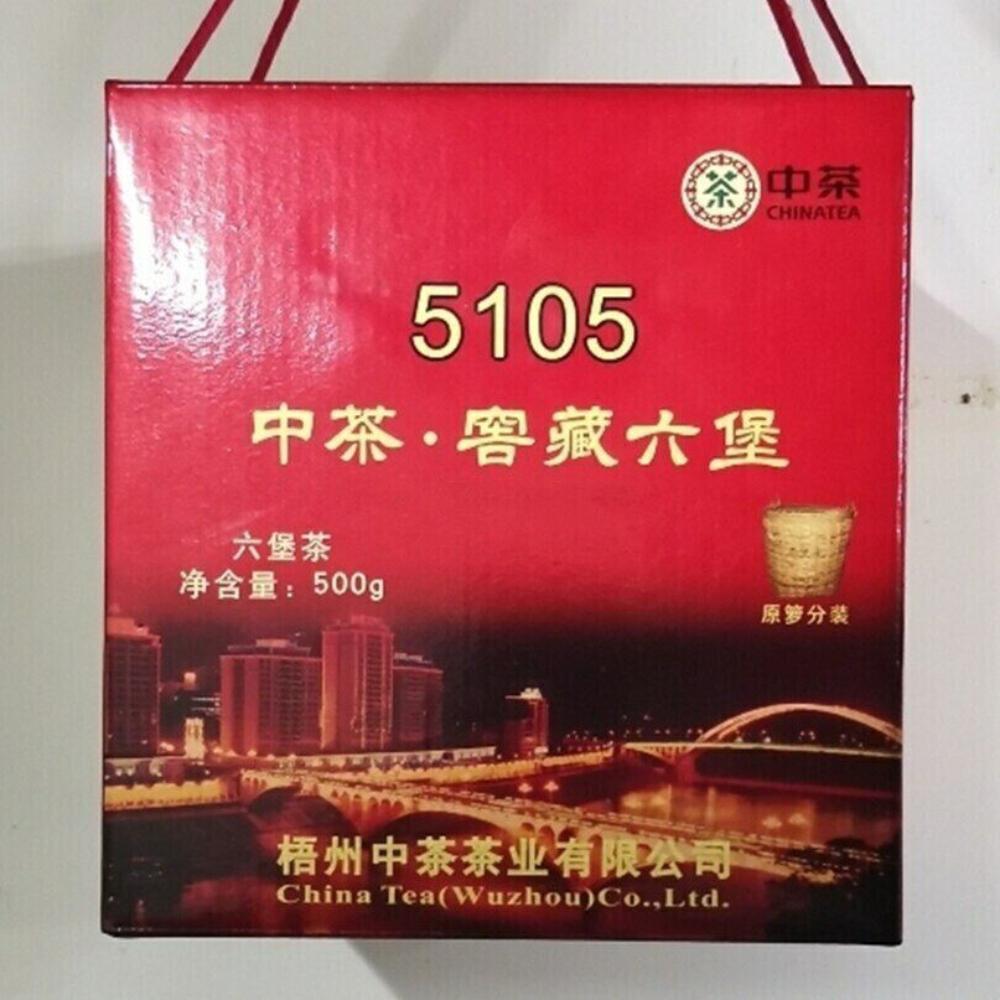 茶
中茶
CHINATEA
5105
中茶·窖藏六堡
六堡茶
净含量：500g
原箩分装
梧州中茶茶业有限公司
China Tea(Wuzhou)Co.,Ltd.